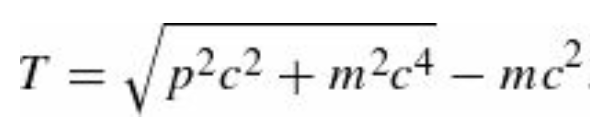 T = √(p²c² + m²c⁴) − mc².